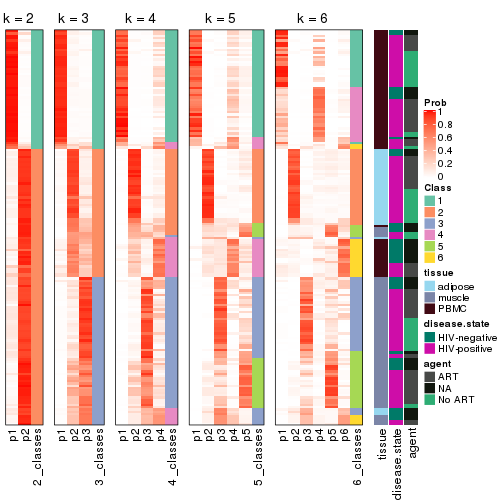 k = 2
k = 3
k = 4
k = 5
k = 6
p1
p2
2_classes
p1
p2
p3
3_classes
p1
p2
p3
p4
4_classes
p1
p2
p3
p4
p5
5_classes
p1
p2
p3
p4
p5
p6
6_classes
tissue
disease.state
agent
Prob
1
0.8
0.6
0.4
0.2
0
Class
1
2
3
4
5
6
tissue
adipose
muscle
PBMC
disease.state
HIV-negative
HIV-positive
agent
ART
NA
No ART